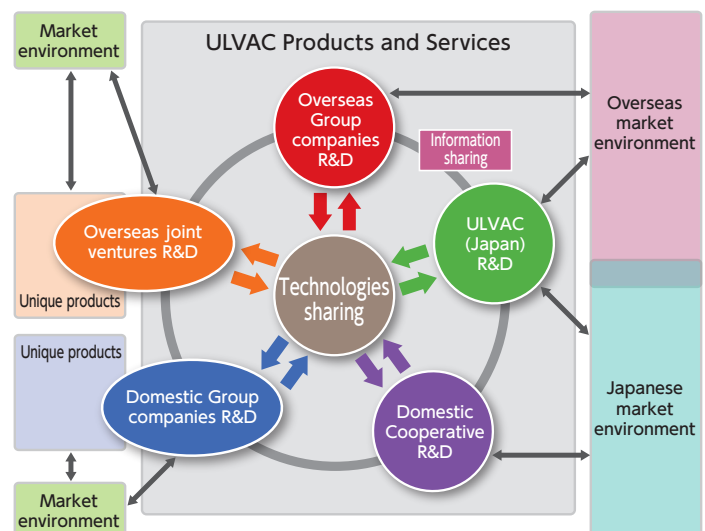 Market
environment
ULVAC Products and Services
Overseas
Group
companies
R&D
Information
sharing
Overseas
market
environment
Overseas joint
ventures R&D
ULVAC
(Japan)
R&D
Technologies
sharing
Unique products
Unique products
Domestic Group
companies R&D
Domestic
Cooperative
R&D
Japanese
market
environment
Market
environment